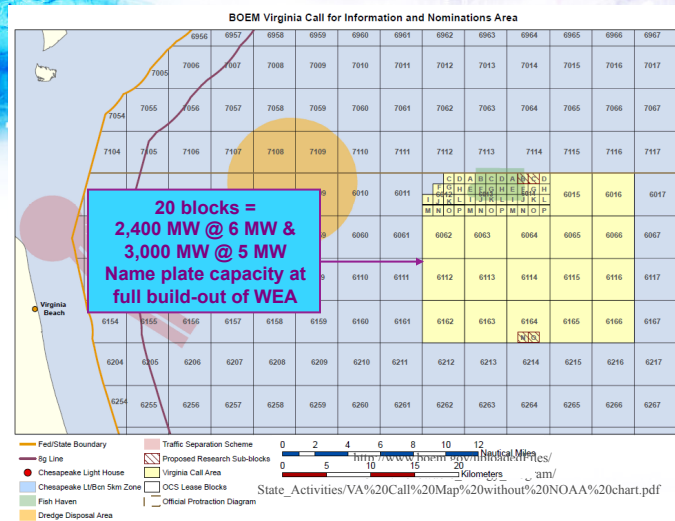 BOEM Virginia Call for Information and Nominations Area
6956 6957 6958 6959 6960 6961 6962 6963 6964 6965 6966 6967
7005 7006 7007 7008 7009 7010 7011 7012 7013 7014 7015 7016 7017
7054 7055 7056 7057 7058 7059 7060 7061 7062 7063 7064 7065 7066 7067
7104 7105 7106 7107 7108 7109 7110 7111 7112 7113 7114 7115 7116 7117
C D A B C D A B C D
F G H E F G H E F G H
6010 6011 6012 6015 6016 6017
I J K L I J K L I J K L
M N O P M N O P M N O P
20 blocks =
2,400 MW @ 6 MW &
3,000 MW @ 5 MW
Name plate capacity at
full build-out of WEA
6060 6061 6062 6063 6064 6065 6066 6067
6110 6111 6112 6113 6114 6115 6116 6117
Virginia
Beach
6154 6155 6156 6157 6158 6159 6160 6161 6162 6163 6164 6165 6166 6167
N O
6204 6205 6206 6207 6208 6209 6210 6211 6212 6213 6214 6215 6216 6217
6254 6255 6256 6257 6258 6259 6260 6261 6262 6263 6264 6265 6266 6267
Fed/State Boundary
8g Line
Chesapeake Light House
Chesapeake Lt/Bcn 5km Zone
Fish Haven
Dredge Disposal Area
Traffic Separation Scheme
Proposed Research Sub-blocks
Virginia Call Area
OCS Lease Blocks
Official Protraction Diagram
0 2 4 6 8 10 12
Nautical Miles
0 5 10 15 20
Kilometers
http://www.boem.gov/uploadedFiles/
State_Activities/VA%20Call%20Map%20without%20NOAA%20chart.pdf